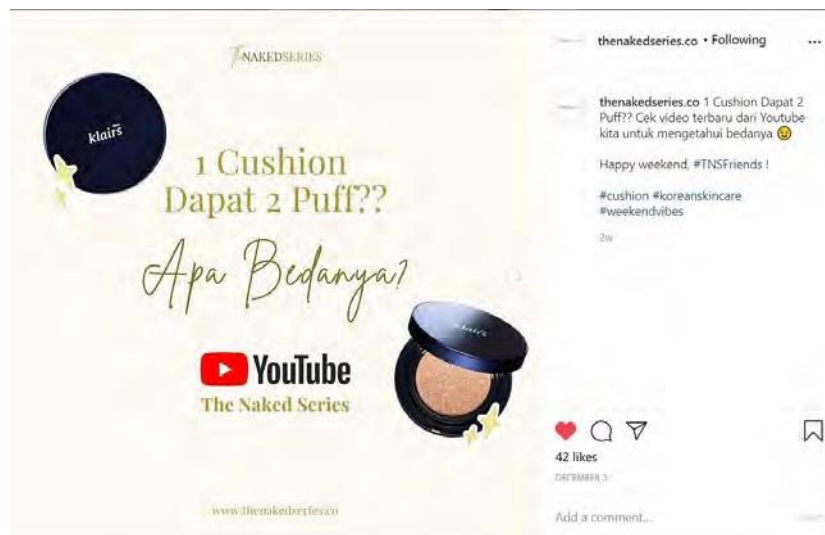 The NAKEDSERIES
klairs
1 Cushion
Dapat 2 Puff??
Apa Bedanya?
klairs
YouTube
The Naked Series
www.thenakedseries.co
thenakedseries.co • Following
thenakedseries.co 1 Cushion Dapat 2
Puff?? Cek video terbaru dari Youtube
kita untuk mengetahui bedanya 😉
Happy weekend, #TNSFriends !
#cushion #koreanskincare
#weekendvibes
2w
42 likes
DECEMBER 5
Add a comment...